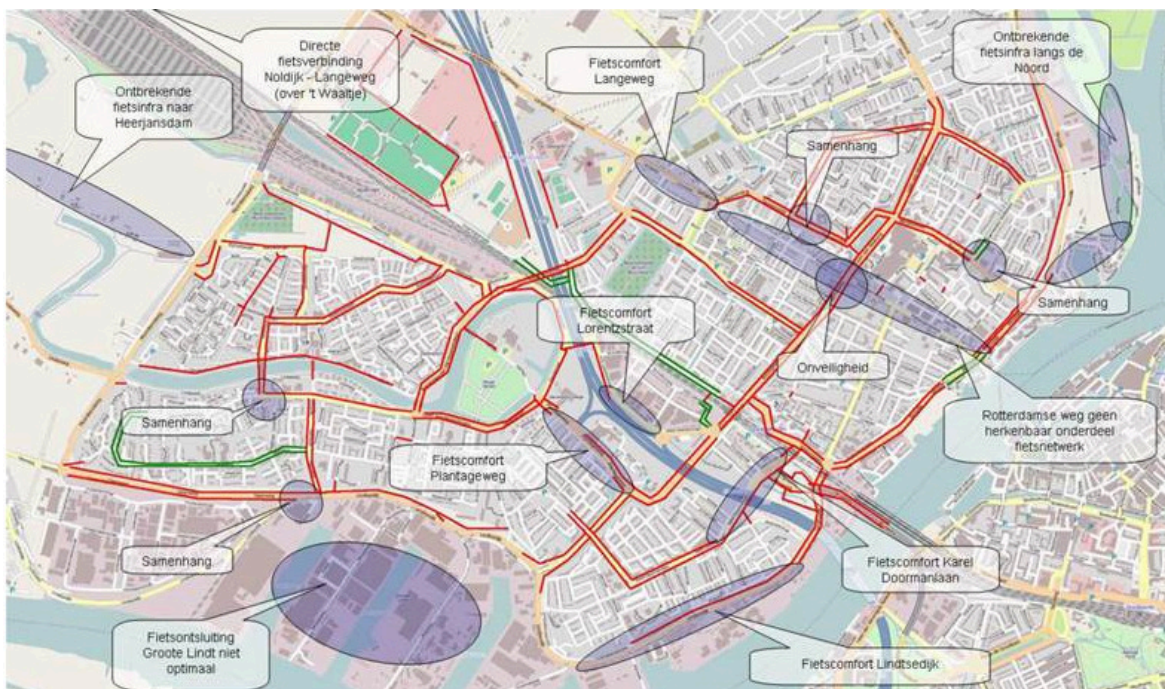 Directe
fietsverbinding
Noldijk - Langeweg
(over 't Waaltje)
Fietscomfort
Langeweg
Ontbrekende
fietsinfra langs de
Noord
Ontbrekende
fietsinfra naar
Heerjansdam
Samenhang
Samenhang
Fietscomfort
Lorentzstraat
Onveiligheid
Samenhang
Rotterdamse weg geen
herkenbaar onderdeel
fietsnetwerk
Fietscomfort
Plantageweg
Samenhang
Fietscomfort Karel
Doormanlaan
Fietsontsluiting
Groote Lindt niet
optimaal
Fietscomfort Lindtsedijk